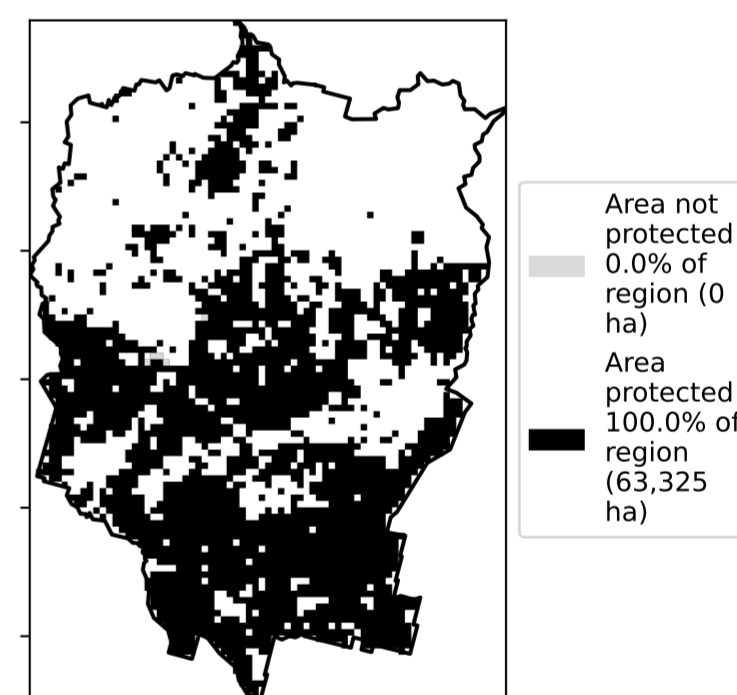 Area not
protected
0.0% of
region (0
ha)
Area
protected
100.0% of
region
(63,325
ha)